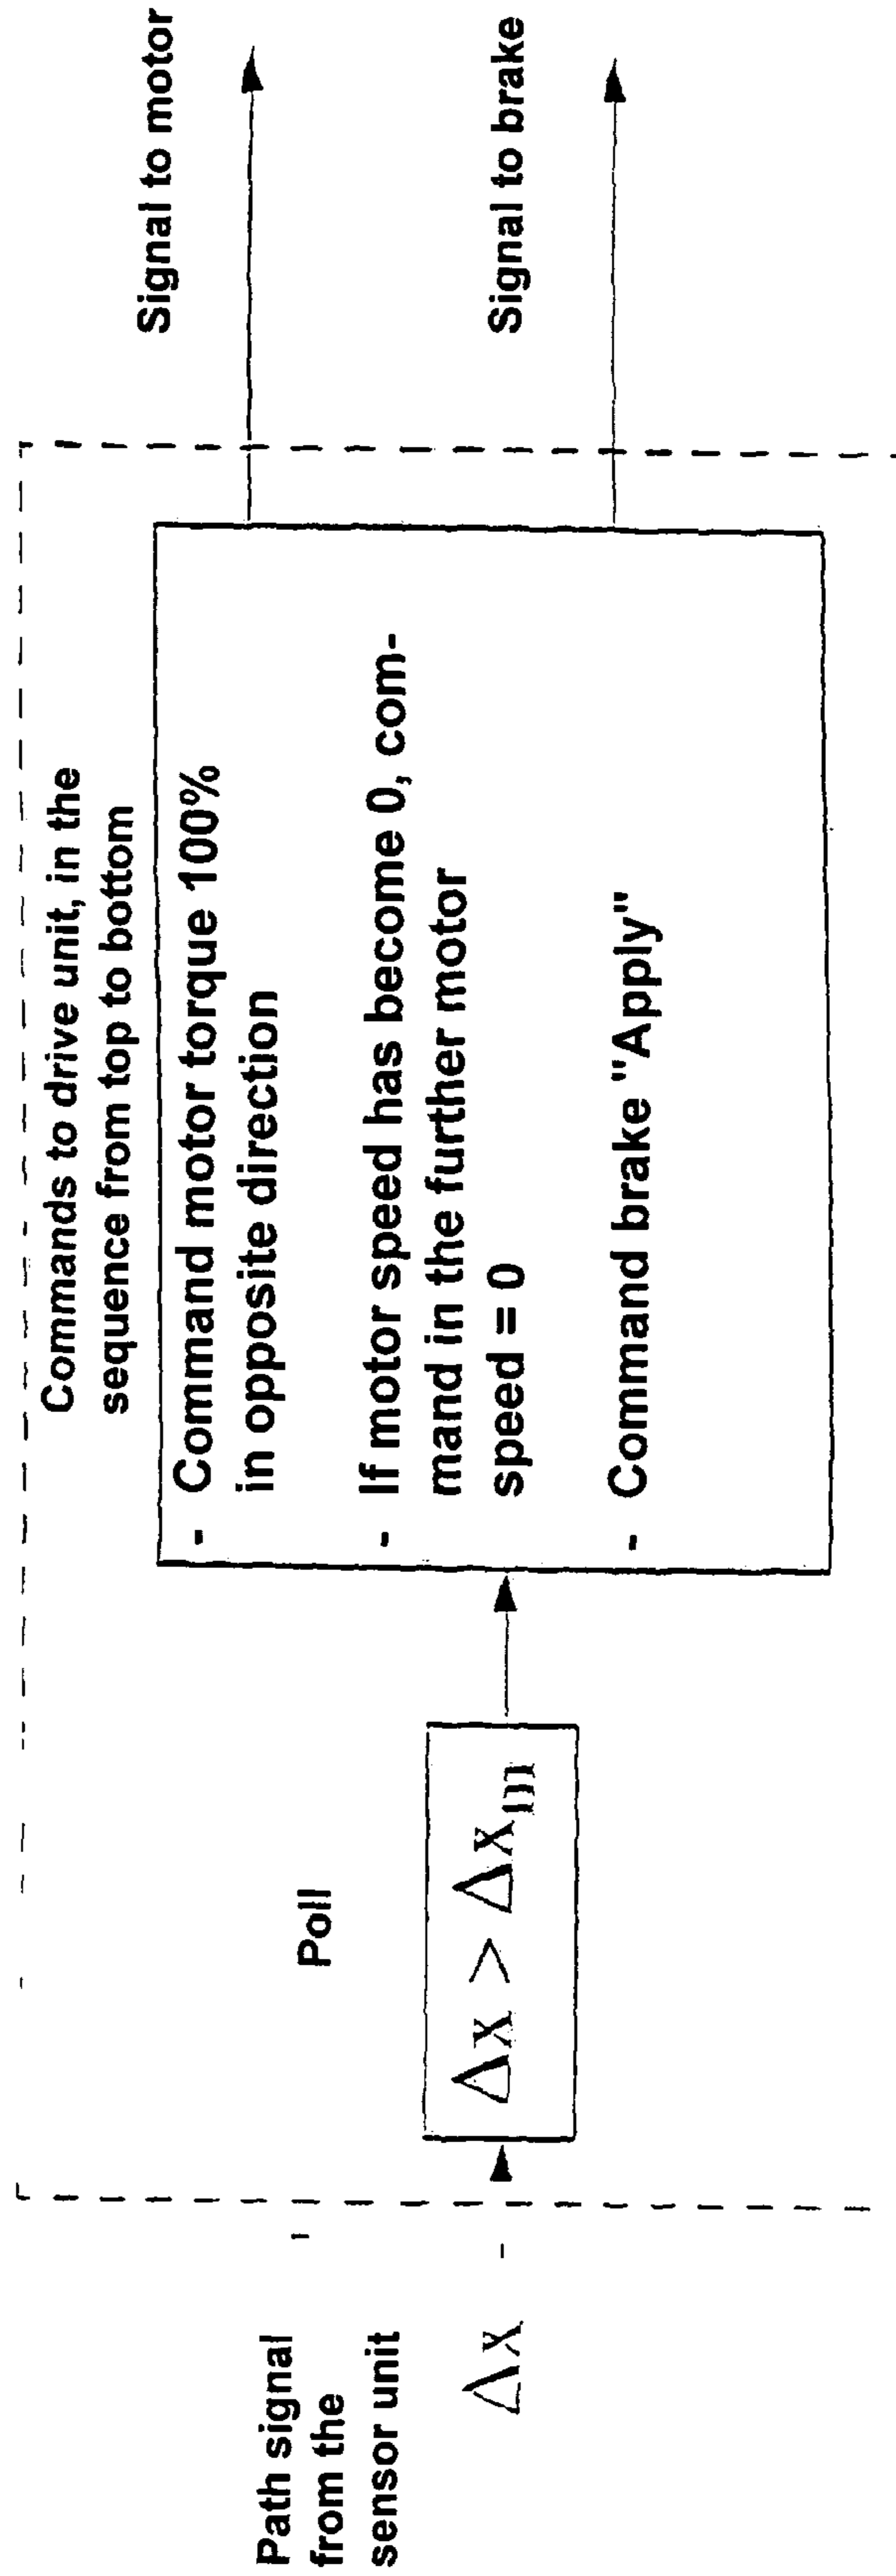 Path signal
from the
sensor unit
Δx
Poll
Δx > Δxm
Commands to drive unit, in the
sequence from top to bottom
- Command motor torque 100%
in opposite direction
- If motor speed has become 0, com-
mand in the further motor
speed = 0
- Command brake "Apply"
Signal to motor
Signal to brake